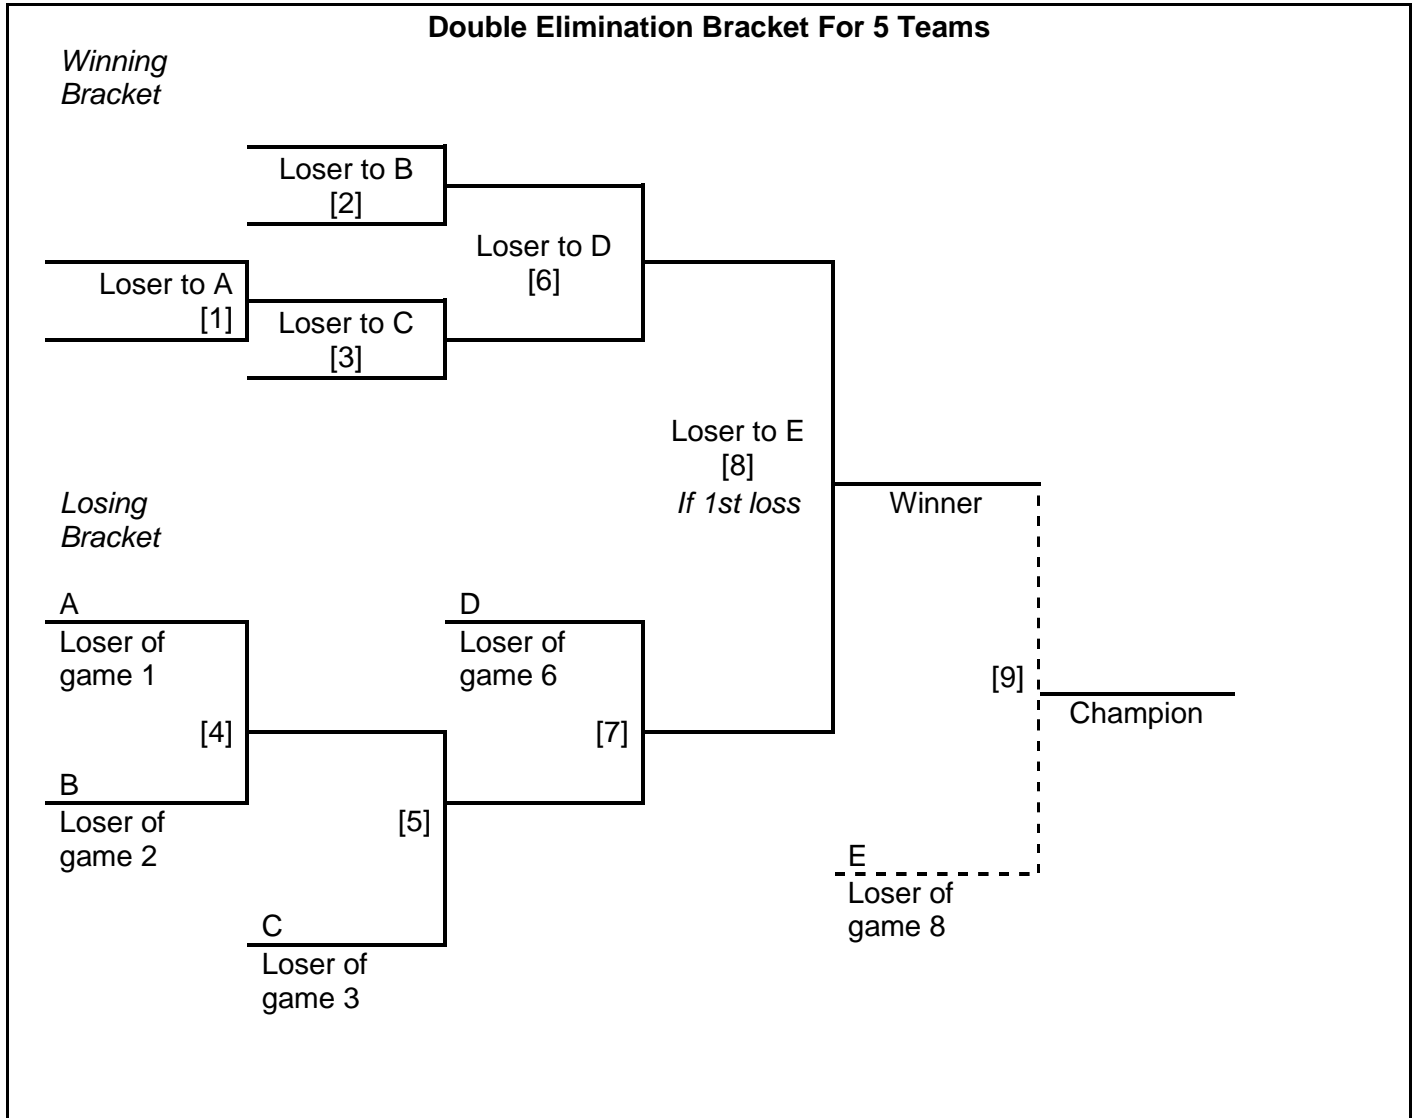 Double Elimination Bracket For 5 Teams
Winning
Bracket
Loser to B
[2]
Loser to D
[6]
Loser to A
[1]
Loser to C
[3]
Loser to E
[8]
If 1st loss
Winner
Losing
Bracket
A
Loser of
game 1
D
Loser of
game 6
[9]
Champion
[4]
[7]
B
Loser of
game 2
[5]
E
Loser of
game 8
C
Loser of
game 3